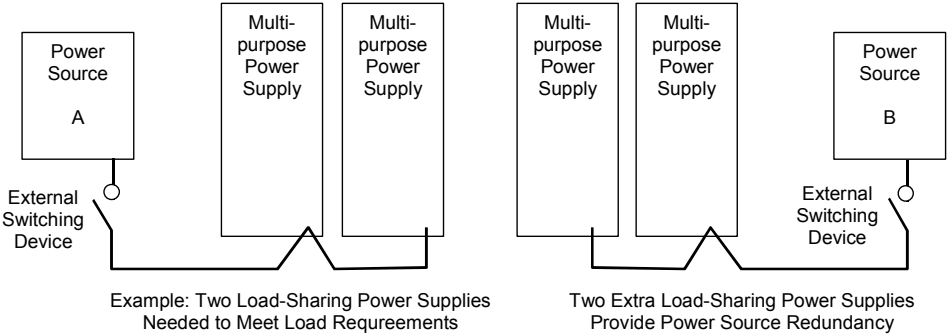 Power
Source
A
Multi-
purpose
Power
Supply
Multi-
purpose
Power
Supply
Multi-
purpose
Power
Supply
Multi-
purpose
Power
Supply
Power
Source
B
External
Switching
Device
External
Switching
Device
Example: Two Load-Sharing Power Supplies
Needed to Meet Load Requreements
Two Extra Load-Sharing Power Supplies
Provide Power Source Redundancy